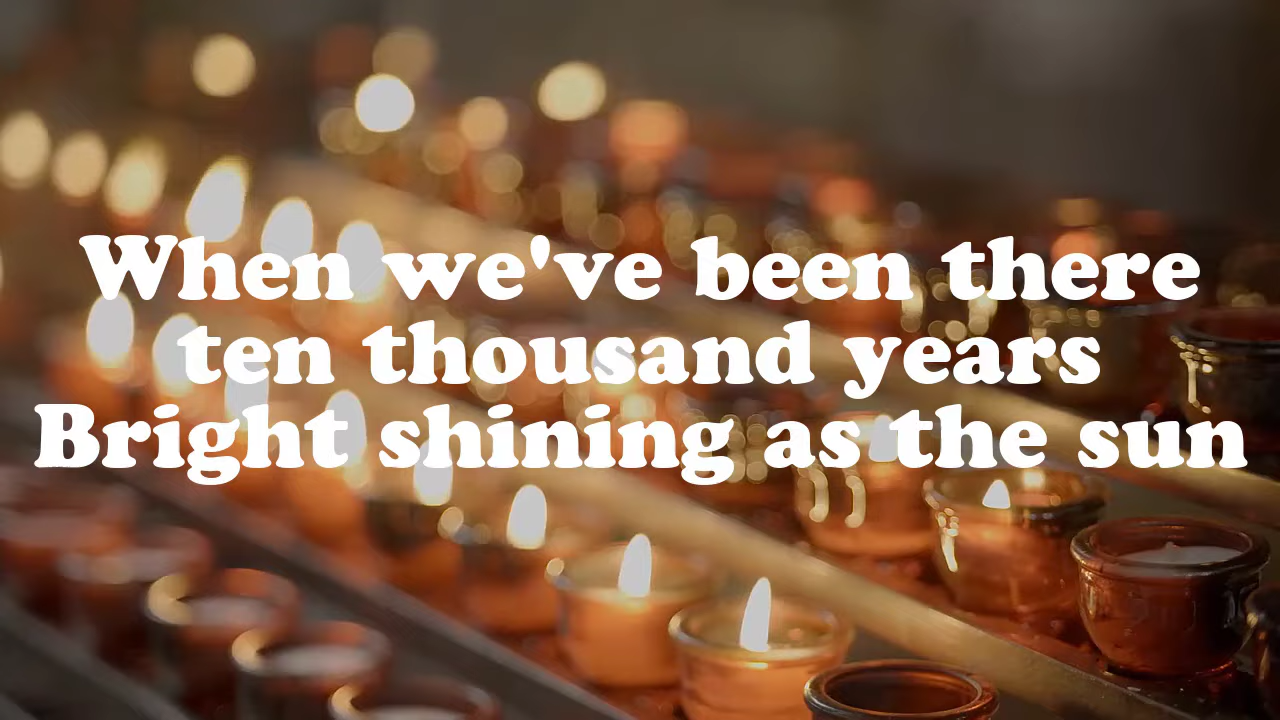 When we've been there
ten thousand years
Bright shining as the sun